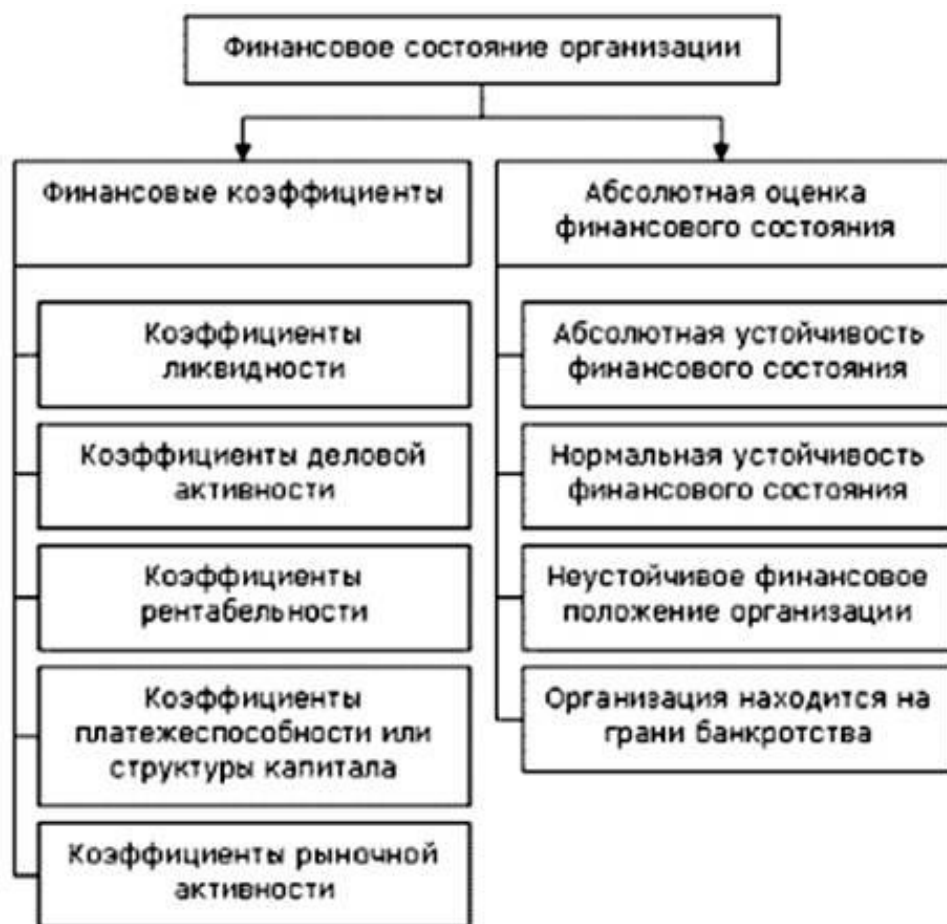 Финансовое состояние организации
Финансовые коэффициенты
Коэффициенты
ликвидности
Коэффициенты деловой
активности
Коэффициенты
рентабельности
Коэффициенты
платежеспособности или
структуры капитала
Коэффициенты рыночной
активности
Абсолютная оценка
финансового состояния
Абсолютная устойчивость
финансового состояния
Нормальная устойчивость
финансового состояния
Неустойчивое финансовое
положение организации
Организация находится на
грани банкротства